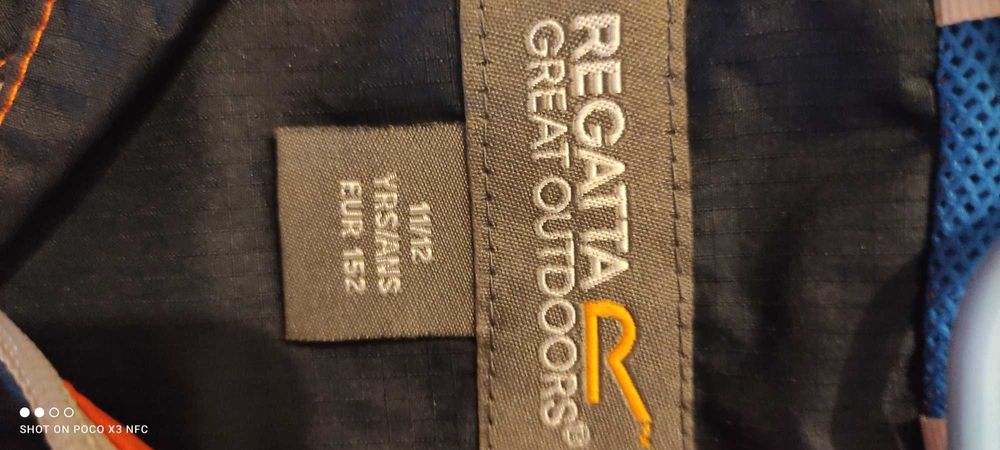 REGATTA
GREAT OUTDOORS®
11/12
YRS/ANS
EUR 152
SHOT ON POCO X3 NFC